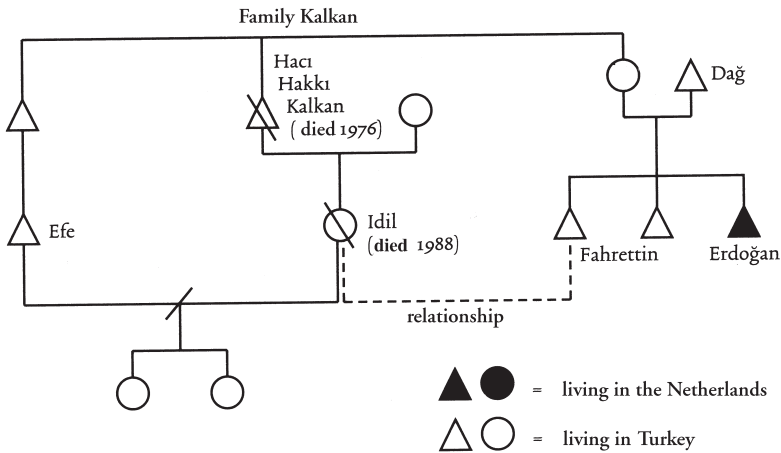 Family Kalkan
Hacı
Hakkı
Kalkan
( died 1976)
Dağ
Efe
Idil
(died 1988)
Fahrettin
Erdoğan
relationship
= living in the Netherlands
= living in Turkey